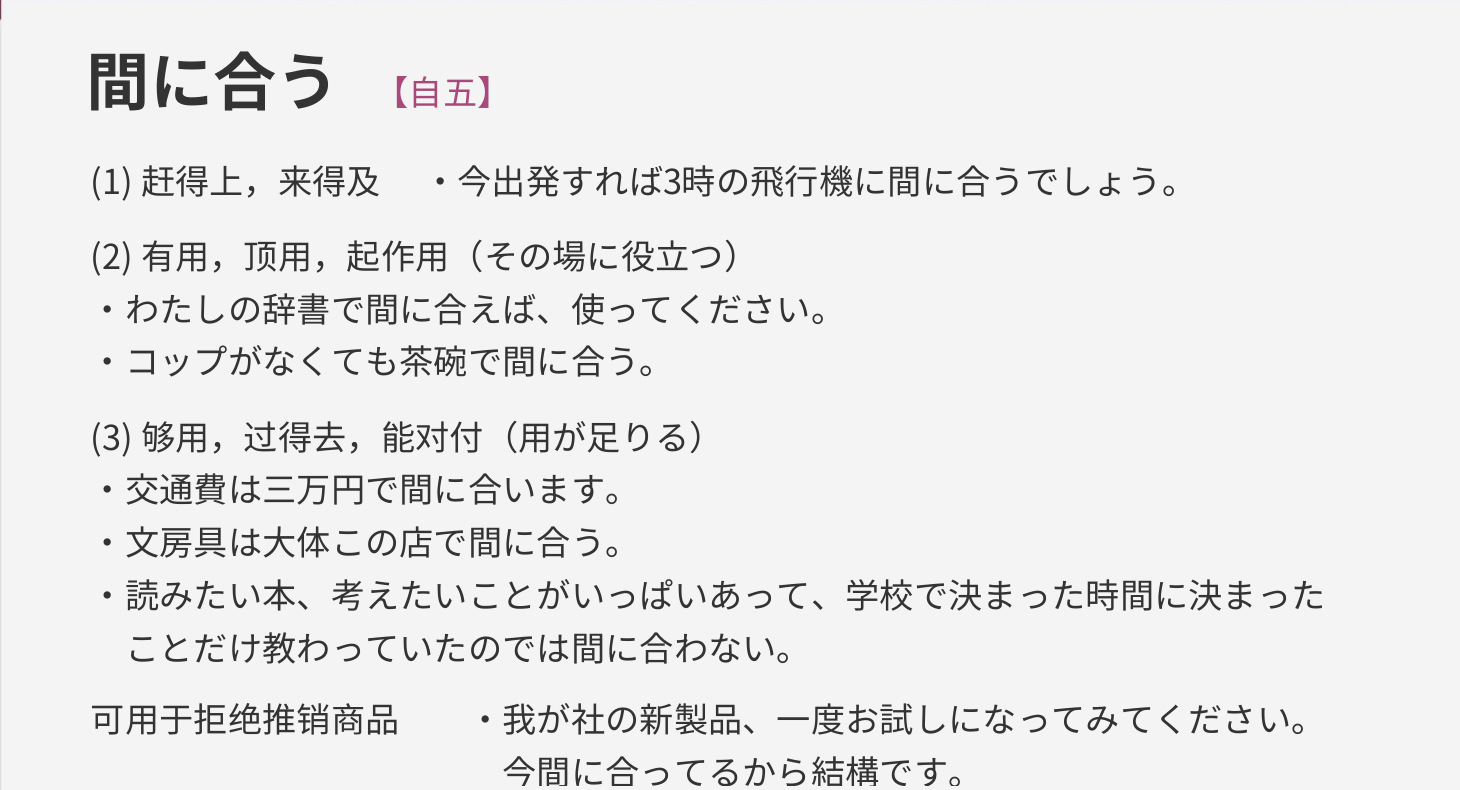 間に合う 【自五】
(1) 赶得上，来得及 ・今出発すれば3時の飛行機に間に合うでしょう。
(2) 有用，顶用，起作用（その場に役立つ）
・わたしの辞書で間に合えば、使ってください。
・コップがなくても茶碗で間に合う。
(3) 够用，过得去，能对付（用が足りる）
・交通費は三万円で間に合います。
・文房具は大体この店で間に合う。
・読みたい本、考えたいことがいっぱいあって、学校で決まった時間に決まった
ことだけ教わっていたのでは間に合わない。
可用于拒绝推销商品 ・我が社の新製品、一度お試しになってみてください。
今間に合ってるから結構です。